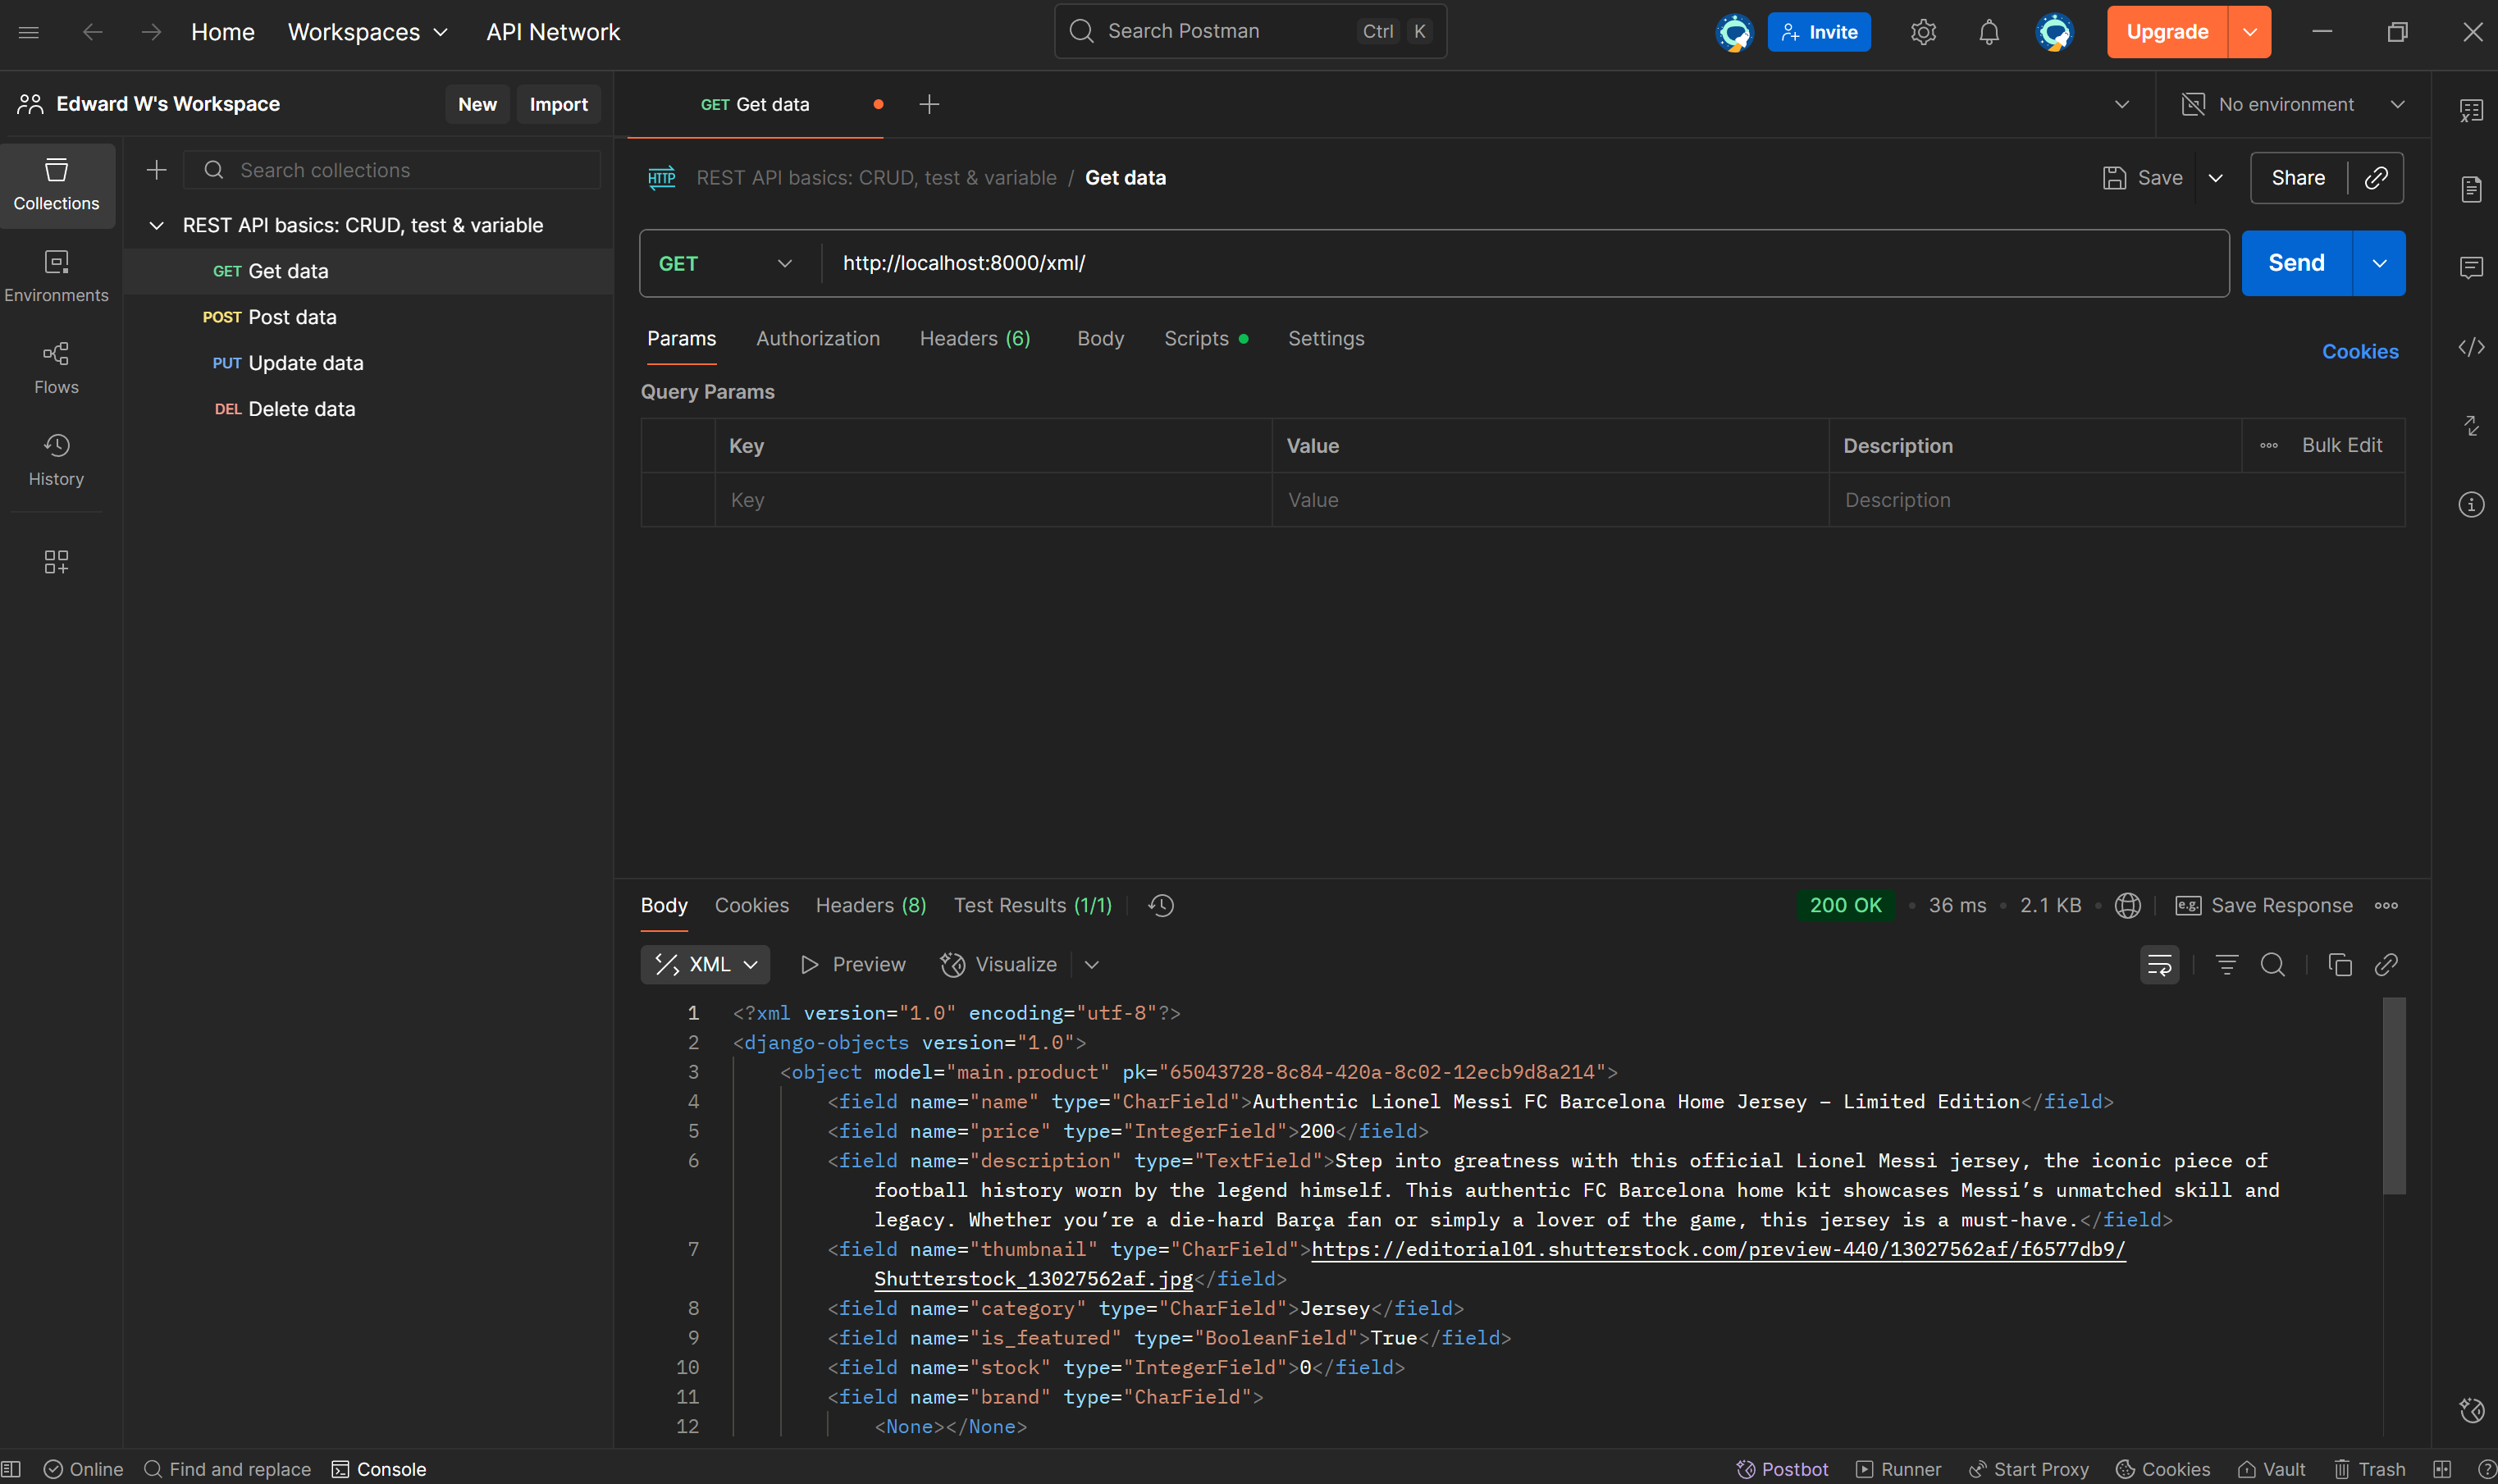 Home Workspaces API Network Search Postman Ctrl K Invite Upgrade
Edward W's Workspace New Import GET Get data No environment
Collections
Environments
Flows
History
Search collections
REST API basics: CRUD, test & variable
GET Get data
POST Post data
PUT Update data
DEL Delete data
HTTP REST API basics: CRUD, test & variable / Get data Save Share
GET http://localhost:8000/xml/ Send
Params Authorization Headers (6) Body Scripts Settings Cookies
Query Params
Key Value Description Bulk Edit
Key Value Description
Body Cookies Headers (8) Test Results (1/1) 200 OK 36 ms 2.1 KB e.g. Save Response
XML Preview Visualize
1 <?xml version="1.0" encoding="utf-8"?>
2 <django-objects version="1.0">
3 <object model="main.product" pk="65043728-8c84-420a-8c02-12ecb9d8a214">
4 <field name="name" type="CharField">Authentic Lionel Messi FC Barcelona Home Jersey – Limited Edition</field>
5 <field name="price" type="IntegerField">200</field>
6 <field name="description" type="TextField">Step into greatness with this official Lionel Messi jersey, the iconic piece of
football history worn by the legend himself. This authentic FC Barcelona home kit showcases Messi’s unmatched skill and
legacy. Whether you’re a die-hard Barça fan or simply a lover of the game, this jersey is a must-have.</field>
7 <field name="thumbnail" type="CharField">https://editorial01.shutterstock.com/preview-440/13027562af/f6577db9/
Shutterstock_13027562af.jpg</field>
8 <field name="category" type="CharField">Jersey</field>
9 <field name="is_featured" type="BooleanField">True</field>
10 <field name="stock" type="IntegerField">0</field>
11 <field name="brand" type="CharField">
12 <None></None>
Online Find and replace Console Postbot Runner Start Proxy Cookies Vault Trash